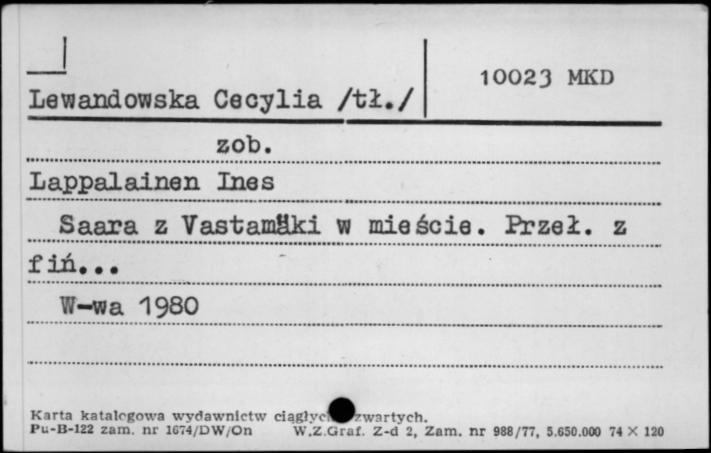 10023 MKD
Lewandowska Cecylia /tł./
zob.
Lappalainen Ines
Saara z Vastamäki w mieście. Przeł. z
fiń...
W-wa 1980
Karta katalogowa wydawnictw zwartych.
Pu-B-122 zam. nr 1674/DW/On W.Z.Graf. Z-d 2, Zam. nr 988/77, 5.650.000 74 X 120